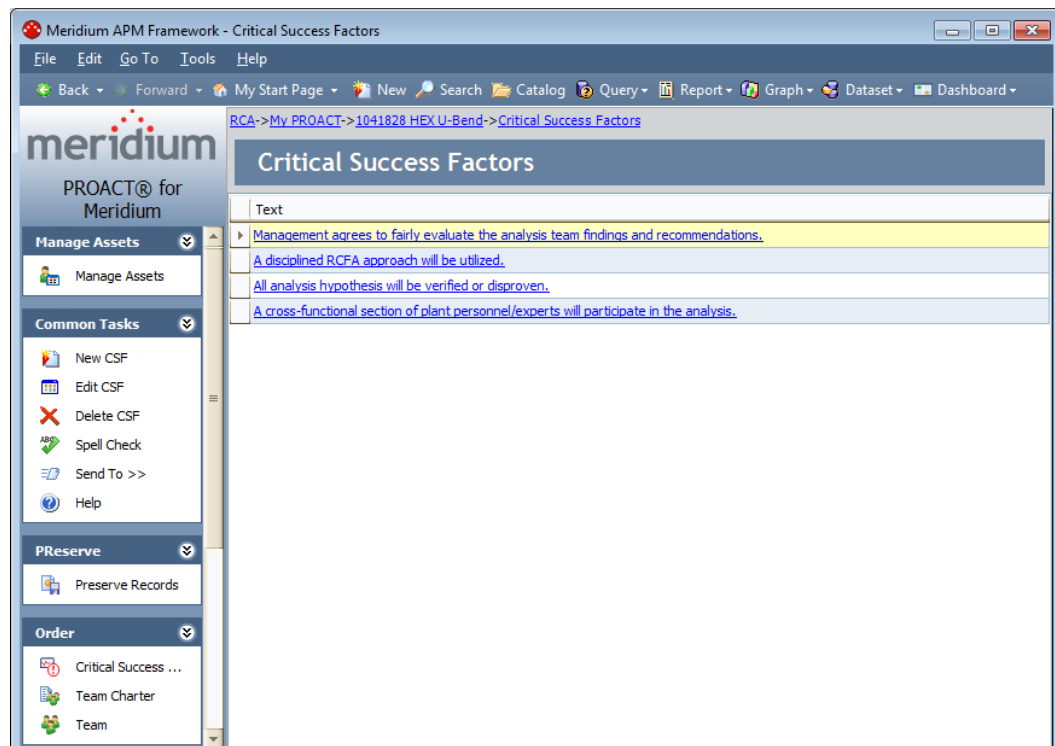 Meridium APM Framework - Critical Success Factors
File Edit Go To Tools Help
Back Forward My Start Page New Search Catalog Query Report Graph Dataset Dashboard
meridium
PROACT® for
Meridium
RCA->My PROACT->1041828 HEX U-Bend->Critical Success Factors
Critical Success Factors
Text
Management agrees to fairly evaluate the analysis team findings and recommendations.
A disciplined RCFA approach will be utilized.
All analysis hypothesis will be verified or disproven.
A cross-functional section of plant personnel/experts will participate in the analysis.
Manage Assets
Manage Assets
Common Tasks
New CSF
Edit CSF
Delete CSF
ABC
Spell Check
Send To >>
Help
PReserve
Preserve Records
Order
Critical Success ...
Team Charter
Team